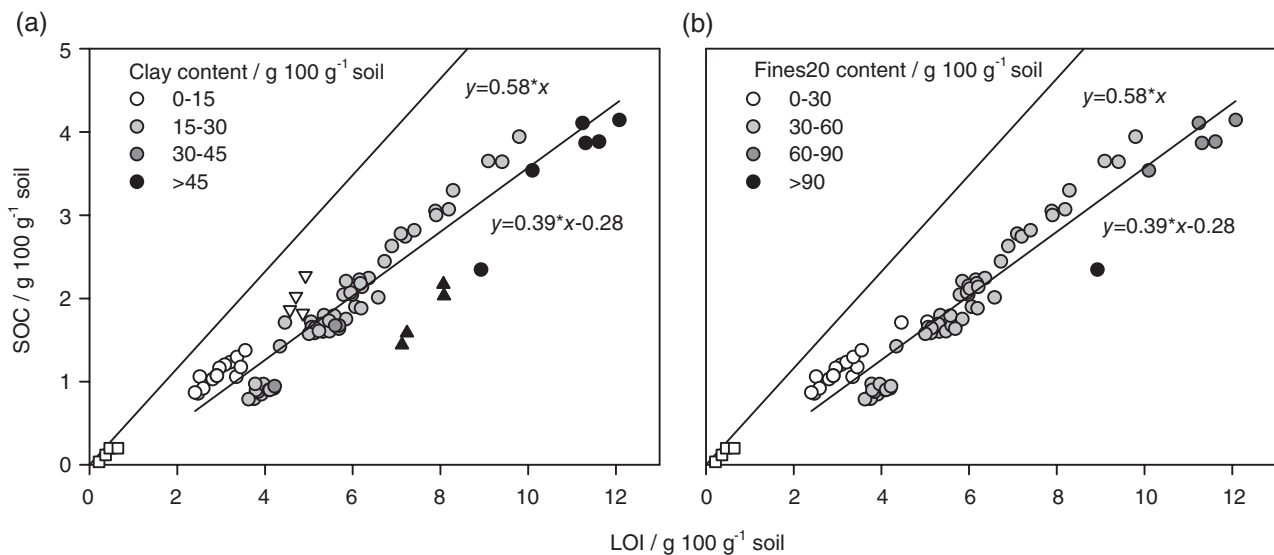 (a)
Clay content / g 100 g⁻¹ soil
0-15
15-30
30-45
>45
y=0.58*x
y=0.39*x-0.28
5
4
3
2
1
0
0 2 4 6 8 10 12
SOC / g 100 g⁻¹ soil
(b)
Fines20 content / g 100 g⁻¹ soil
0-30
30-60
60-90
>90
y=0.58*x
y=0.39*x-0.28
0 2 4 6 8 10 12
LOI / g 100 g⁻¹ soil